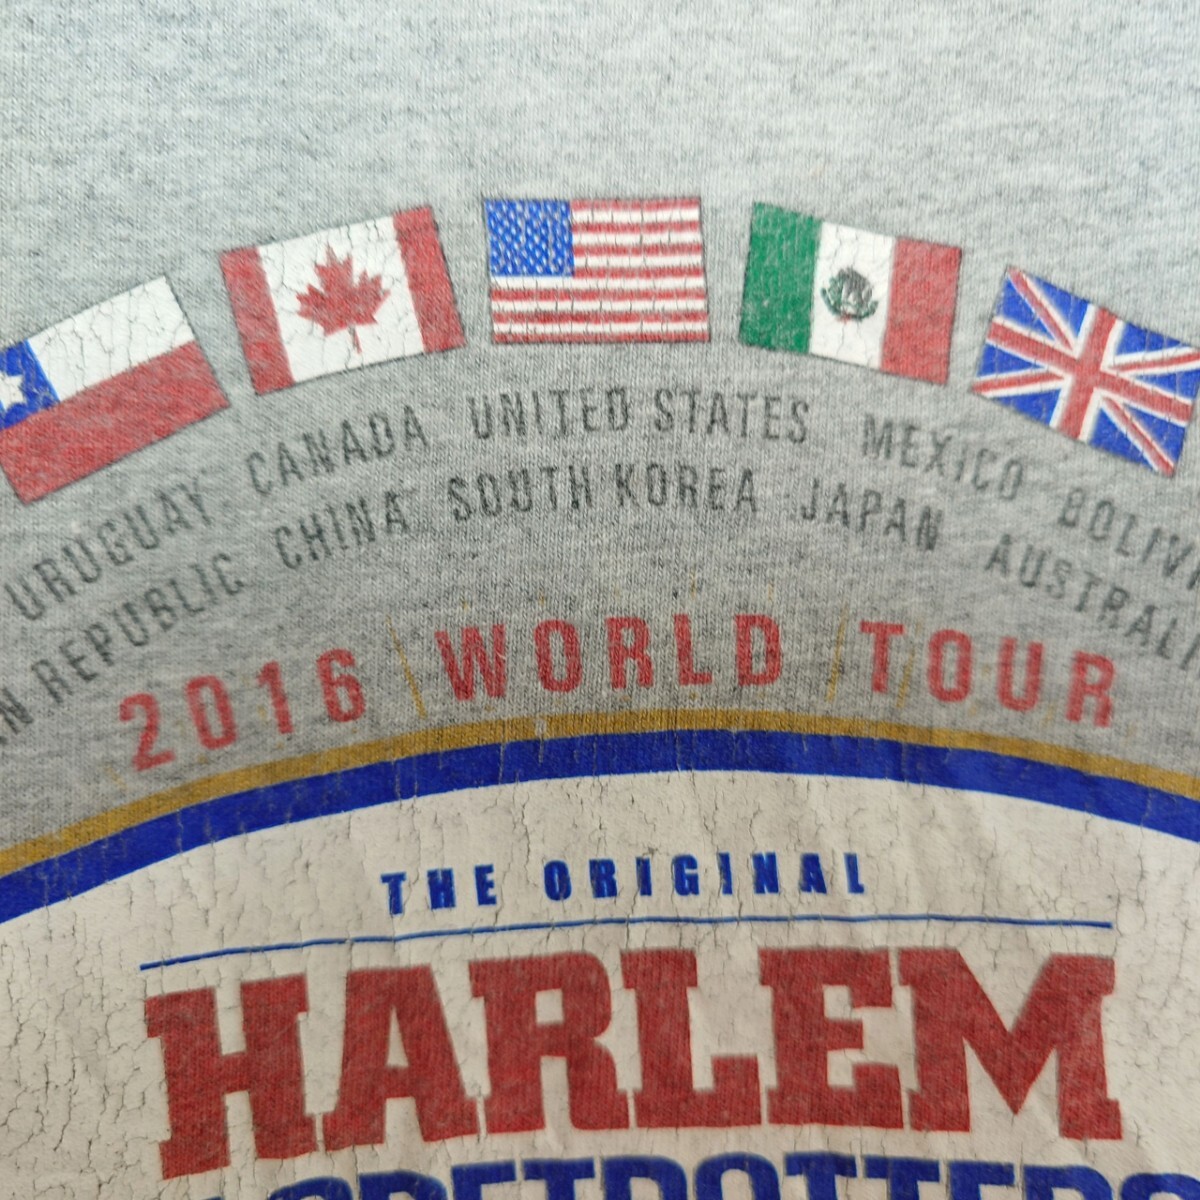 URUGUAY CANADA UNITED STATES MEXICO
REPUBLIC CHINA SOUTH KOREA JAPAN
2016 WORLD TOUR
THE ORIGINAL
HARLEM